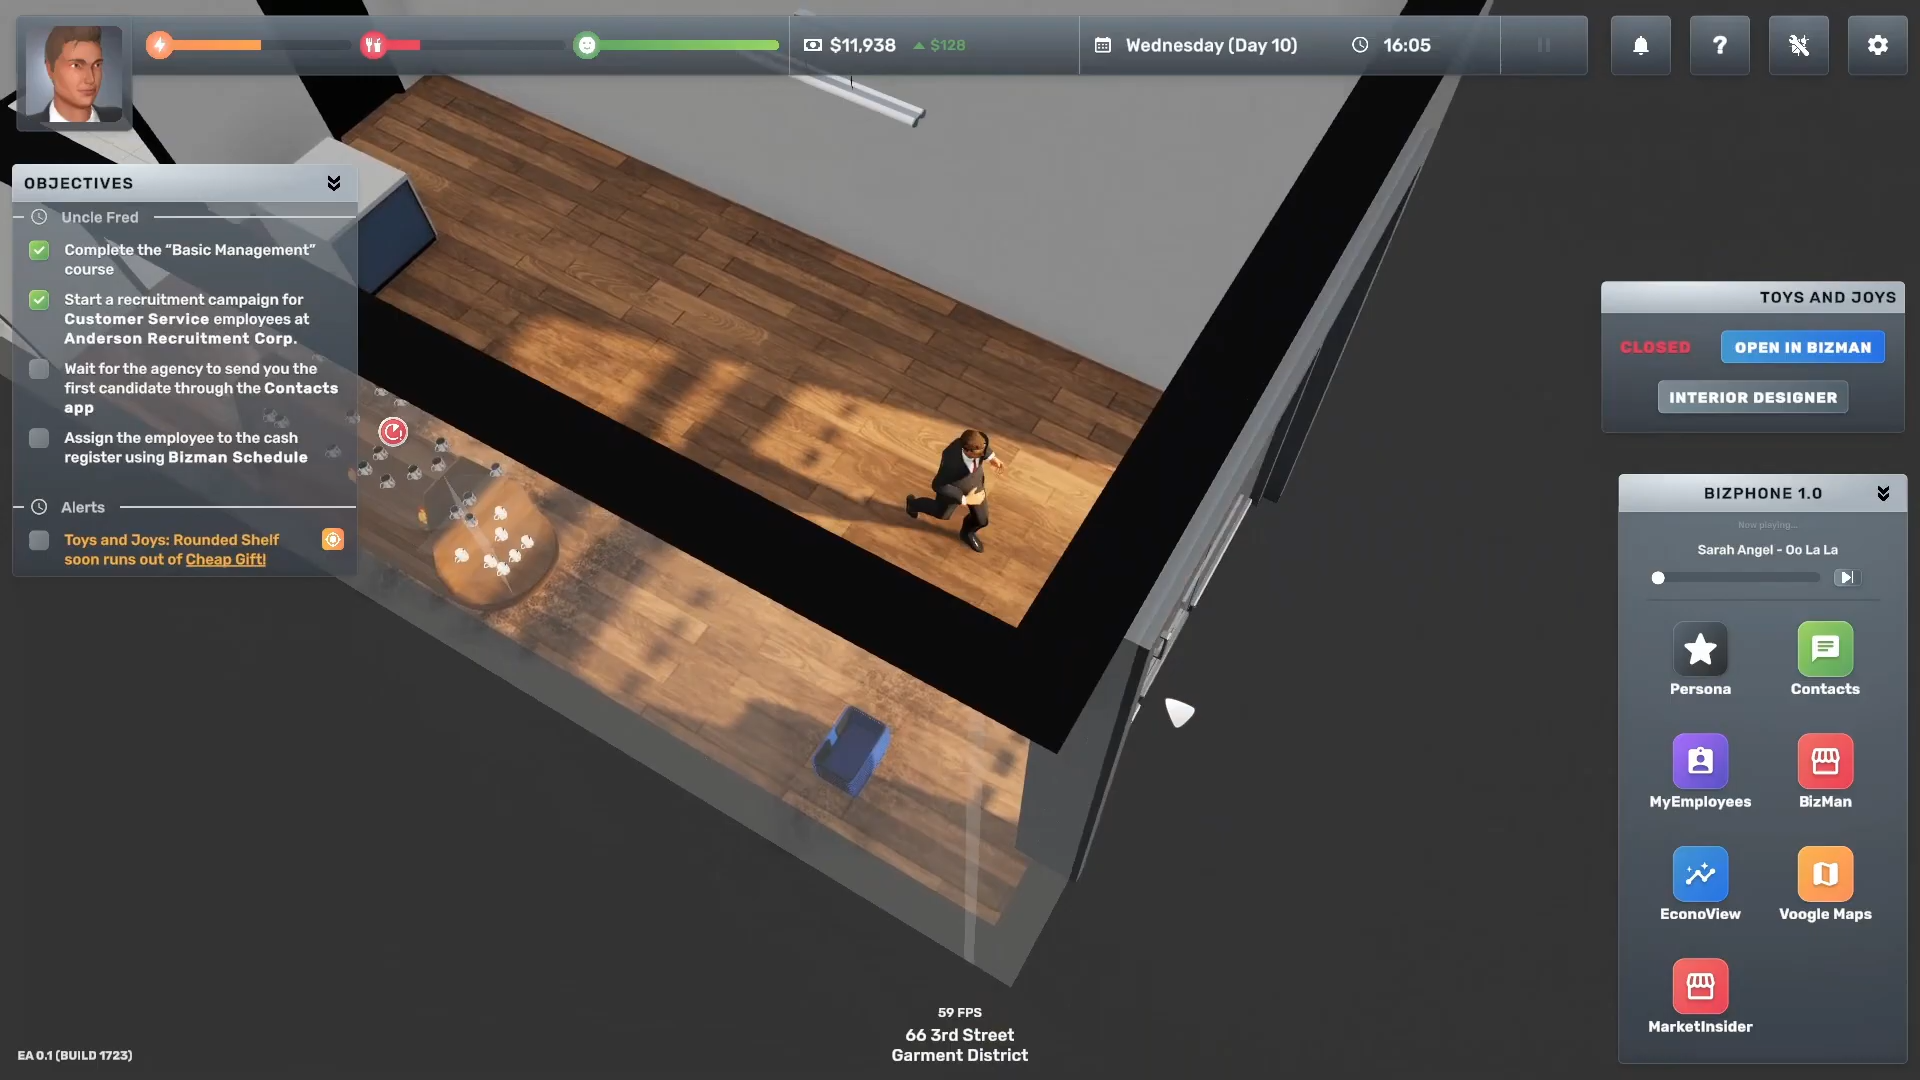 $11,938
$128
Wednesday (Day 10)
16:05
?
OBJECTIVES
Uncle Fred
Complete the “Basic Management”
course
Start a recruitment campaign for
Customer Service employees at
Anderson Recruitment Corp.
Wait for the agency to send you the
first candidate through the Contacts
app
Assign the employee to the cash
register using Bizman Schedule
Alerts
Toys and Joys: Rounded Shelf
soon runs out of Cheap Gift!
TOYS AND JOYS
CLOSED
OPEN IN BIZMAN
INTERIOR DESIGNER
BIZPHONE 1.0
Now playing...
Sarah Angel - Oo La La
Persona
Contacts
MyEmployees
BizMan
EconoView
Voogle Maps
MarketInsider
59 FPS
66 3rd Street
Garment District
EA 0.1 (BUILD 1723)